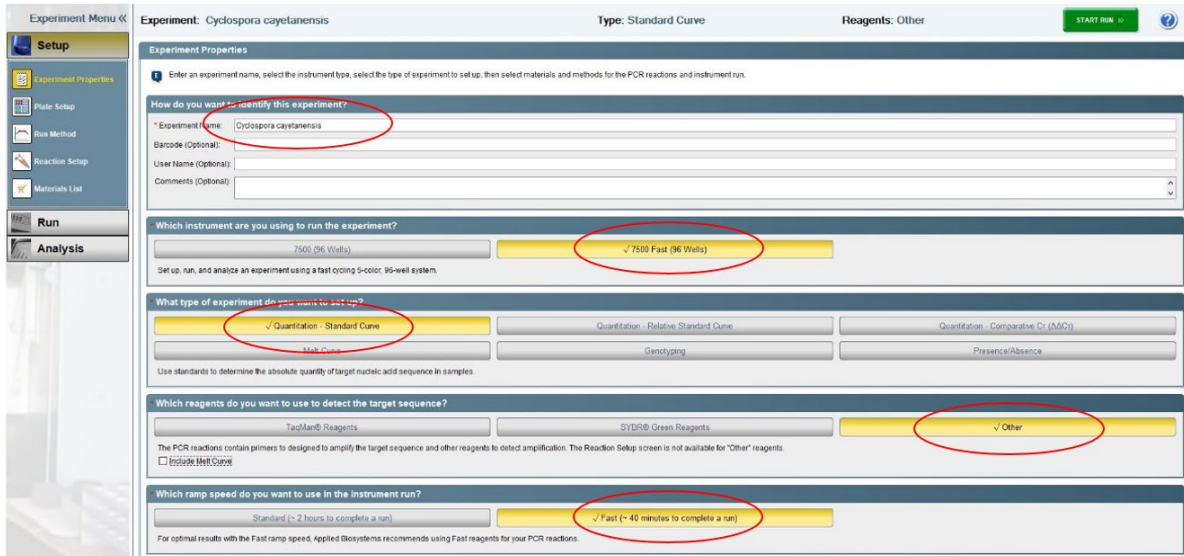 Experiment Menu «
Experiment: Cyclospora cayetanensis
Type: Standard Curve
Reagents: Other
START RUN
Setup
Experiment Properties
Plate Setup
Run Method
Reaction Setup
Materials List
Run
Analysis
Experiment Properties
Enter an experiment name, select the instrument type, select the type of experiment to set up, then select materials and methods for the PCR reactions and instrument run.
How do you want to identify this experiment?
* Experiment Name: Cyclospora cayetanensis
Barcode (Optional):
User Name (Optional):
Comments (Optional):
* Which instrument are you using to run the experiment?
7500 (96 Wells)
✓ 7500 Fast (96 Wells)
Set up, run, and analyze an experiment using a fast cycling 5-color, 96-well system.
* What type of experiment do you want to set up?
✓ Quantitation - Standard Curve
Quantitation - Relative Standard Curve
Quantitation - Comparative CT (ΔΔCT)
Melt Curve
Genotyping
Presence/Absence
Use standards to determine the absolute quantity of target nucleic acid sequence in samples.
* Which reagents do you want to use to detect the target sequence?
TaqMan® Reagents
SYBR® Green Reagents
✓ Other
The PCR reactions contain primers to designed to amplify the target sequence and other reagents to detect amplification. The Reaction Setup screen is not available for "Other" reagents.
Include Melt Curve
* Which ramp speed do you want to use in the instrument run?
Standard (~ 2 hours to complete a run)
✓ Fast (~ 40 minutes to complete a run)
For optimal results with the Fast ramp speed, Applied Biosystems recommends using Fast reagents for your PCR reactions.